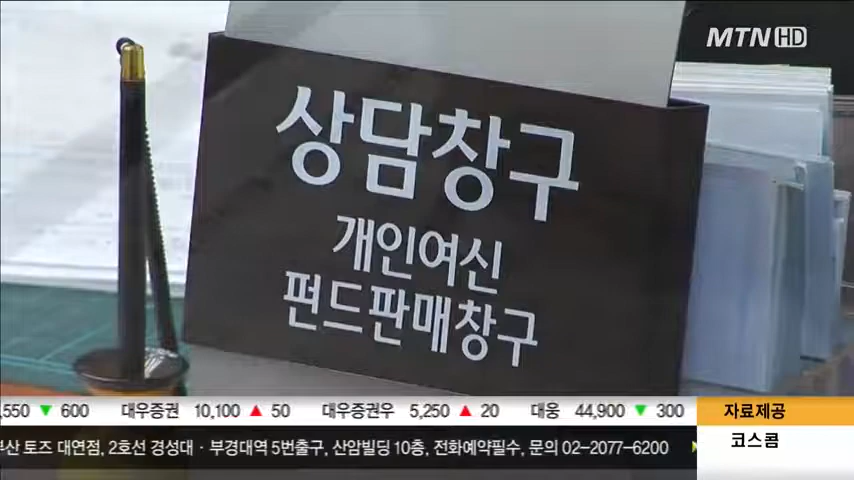 MTN HD
상담창구
개인여신
펀드판매창구
,550 ▼ 600 대우증권 10,100 ▲ 50 대우증권우 5,250 ▲ 20 대웅 44,900 ▼ 300
자료제공
코스콤
부산 토즈 대연점, 2호선 경성대 · 부경대역 5번출구, 산암빌딩 10층, 전화예약필수, 문의 02-2077-6200